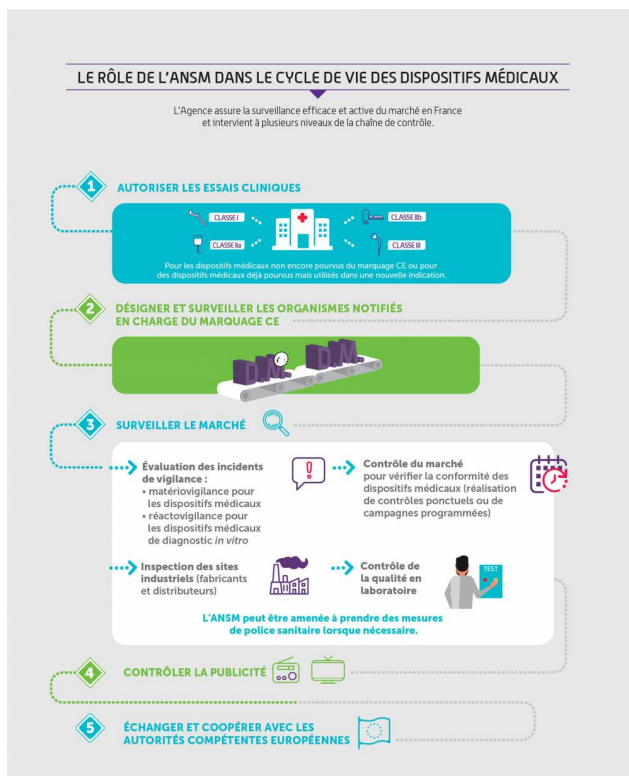 LE RÔLE DE L'ANSM DANS LE CYCLE DE VIE DES DISPOSITIFS MÉDICAUX
L'Agence assure la surveillance efficace et active du marché en France
et intervient à plusieurs niveaux de la chaîne de contrôle.
1 AUTORISER LES ESSAIS CLINIQUES
CLASSE I
CLASSE IIb
CLASSE IIa
CLASSE III
Pour les dispositifs médicaux non encore pourvus du marquage CE ou pour
des dispositifs médicaux déjà pourvus mais utilisés dans une nouvelle indication.
2 DÉSIGNER ET SURVEILLER LES ORGANISMES NOTIFIÉS
EN CHARGE DU MARQUAGE CE
D.M. D.M.
3 SURVEILLER LE MARCHÉ
Évaluation des incidents
de vigilance :
• matériovigilance pour
les dispositifs médicaux
• réactovigilance pour
les dispositifs médicaux
de diagnostic in vitro
!
Contrôle du marché
pour vérifier la conformité des
dispositifs médicaux (réalisation
de contrôles ponctuels ou de
campagnes programmées)
Inspection des sites
industriels (fabricants
et distributeurs)
Contrôle de
la qualité en
laboratoire
TEST
L'ANSM peut être amenée à prendre des mesures
de police sanitaire lorsque nécessaire.
4 CONTRÔLER LA PUBLICITÉ
5 ÉCHANGER ET COOPÉRER AVEC LES
AUTORITÉS COMPÉTENTES EUROPÉENNES